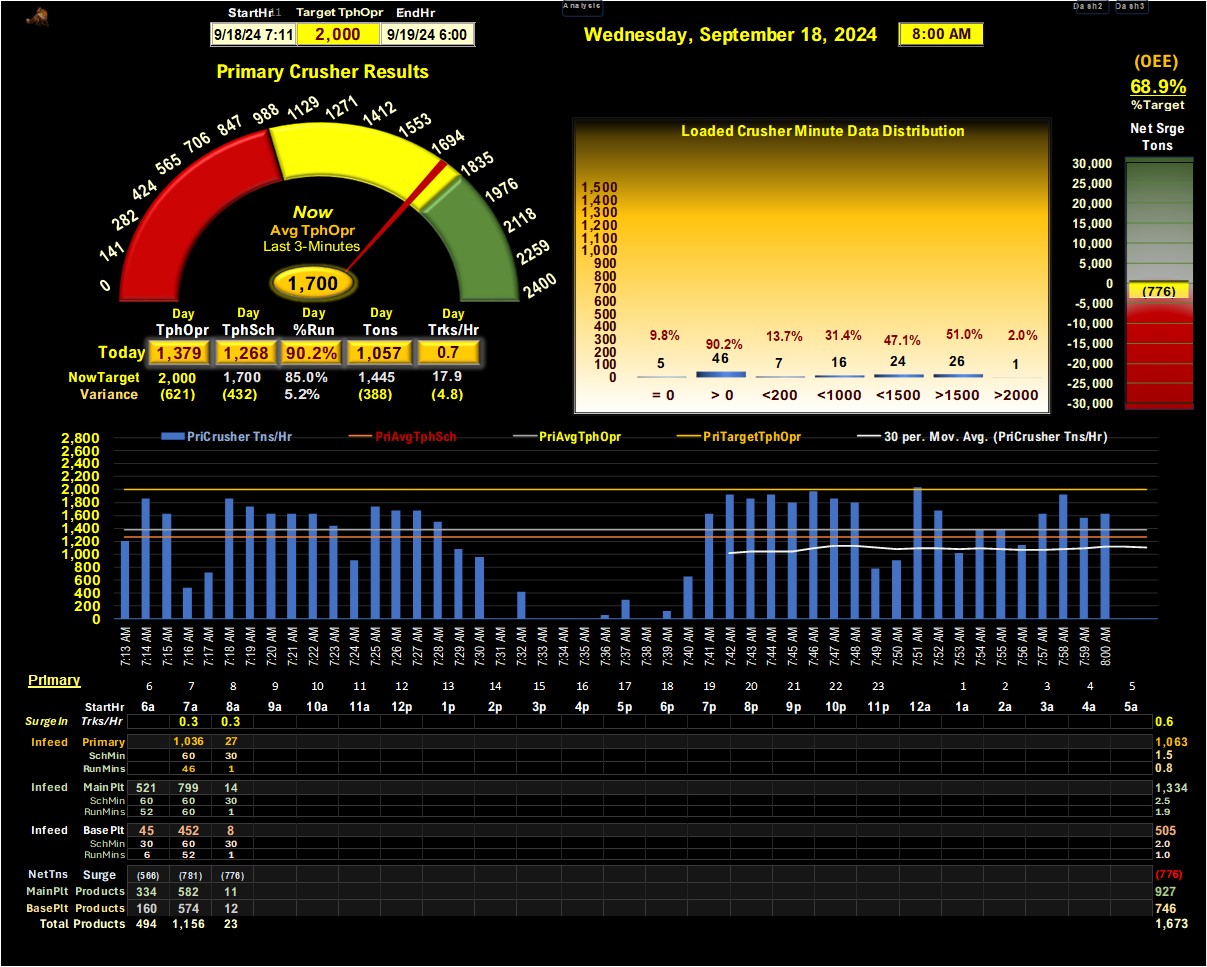 Analysis
Dash2 Dash3
StartHr 11 Target TphOpr EndHr
9/18/24 7:11 2,000 9/19/24 6:00
Wednesday, September 18, 2024 8:00 AM
(OEE)
68.9%
%Target
Net Srge
Tons
30,000
25,000
20,000
15,000
10,000
5,000
0
(776)
-5,000
-10,000
-15,000
-20,000
-25,000
-30,000
Primary Crusher Results
0 141 282 424 565 706 847 988 1129 1271 1412 1553 1694 1835 1976 2118 2259 2400
Now
Avg TphOpr
Last 3-Minutes
1,700
Day Day Day Day Day
TphOpr TphSch %Run Tons Trks/Hr
Today 1,379 1,268 90.2% 1,057 0.7
NowTarget 2,000 1,700 85.0% 1,445 17.9
Variance (621) (432) 5.2% (388) (4.8)
Loaded Crusher Minute Data Distribution
1,500
1,400
1,300
1,200
1,100
1,000
900
800
700
600
500
400
300
200
100
0
9.8% 90.2% 13.7% 31.4% 47.1% 51.0% 2.0%
5 46 7 16 24 26 1
= 0 > 0 <200 <1000 <1500 >1500 >2000
PriCrusher Tns/Hr PriAvgTphSch PriAvgTphOpr PriTargetTphOpr 30 per. Mov. Avg. (PriCrusher Tns/Hr)
2,800
2,600
2,400
2,200
2,000
1,800
1,600
1,400
1,200
1,000
800
600
400
200
0
7:13 AM 7:14 AM 7:15 AM 7:16 AM 7:17 AM 7:18 AM 7:19 AM 7:20 AM 7:21 AM 7:22 AM 7:23 AM 7:24 AM 7:25 AM 7:26 AM 7:27 AM 7:28 AM 7:29 AM 7:30 AM 7:31 AM 7:32 AM 7:33 AM 7:34 AM 7:35 AM 7:36 AM 7:37 AM 7:38 AM 7:39 AM 7:40 AM 7:41 AM 7:42 AM 7:43 AM 7:44 AM 7:45 AM 7:46 AM 7:47 AM 7:48 AM 7:49 AM 7:50 AM 7:51 AM 7:52 AM 7:53 AM 7:54 AM 7:55 AM 7:56 AM 7:57 AM 7:58 AM 7:59 AM 8:00 AM
Primary
6 7 8 9 10 11 12 13 14 15 16 17 18 19 20 21 22 23 1 2 3 4 5
StartHr 6a 7a 8a 9a 10a 11a 12p 1p 2p 3p 4p 5p 6p 7p 8p 9p 10p 11p 12a 1a 2a 3a 4a 5a
SurgeIn Trks/Hr 0.3 0.3 0.6
Infeed Primary 1,036 27 1,063
SchMin 60 30 1.5
RunMins 46 1 0.8
Infeed MainPlt 521 799 14 1,334
SchMin 60 60 30 2.5
RunMins 52 60 1 1.9
Infeed BasePlt 45 452 8 505
SchMin 30 60 30 2.0
RunMins 6 52 1 1.0
NetTns Surge (566) (781) (776) (776)
MainPlt Products 334 582 11 927
BasePlt Products 160 574 12 746
Total Products 494 1,156 23 1,673